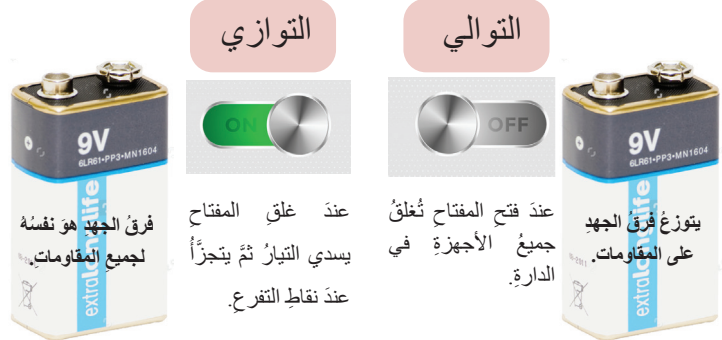 التوالي
التوازي
9V
6LR61•PP3•MN1604
extralonglife
يتوزعُ فرقُ الجهدِ
على المقاومات.
OFF
عندَ فتحِ المفتاحِ تُغلقُ
جميعُ الأجهزةِ في
الدارةِ.
ON
عندَ غلقِ المفتاحِ
يسدي التيارُ ثمَّ يتجزَّأُ
عندَ نقاطِ التفرعِ.
9V
6LR61•PP3•MN1604
extralonglife
فرقُ الجهدِ هوَ نفسُهُ
لجميعِ المقاوماتِ.